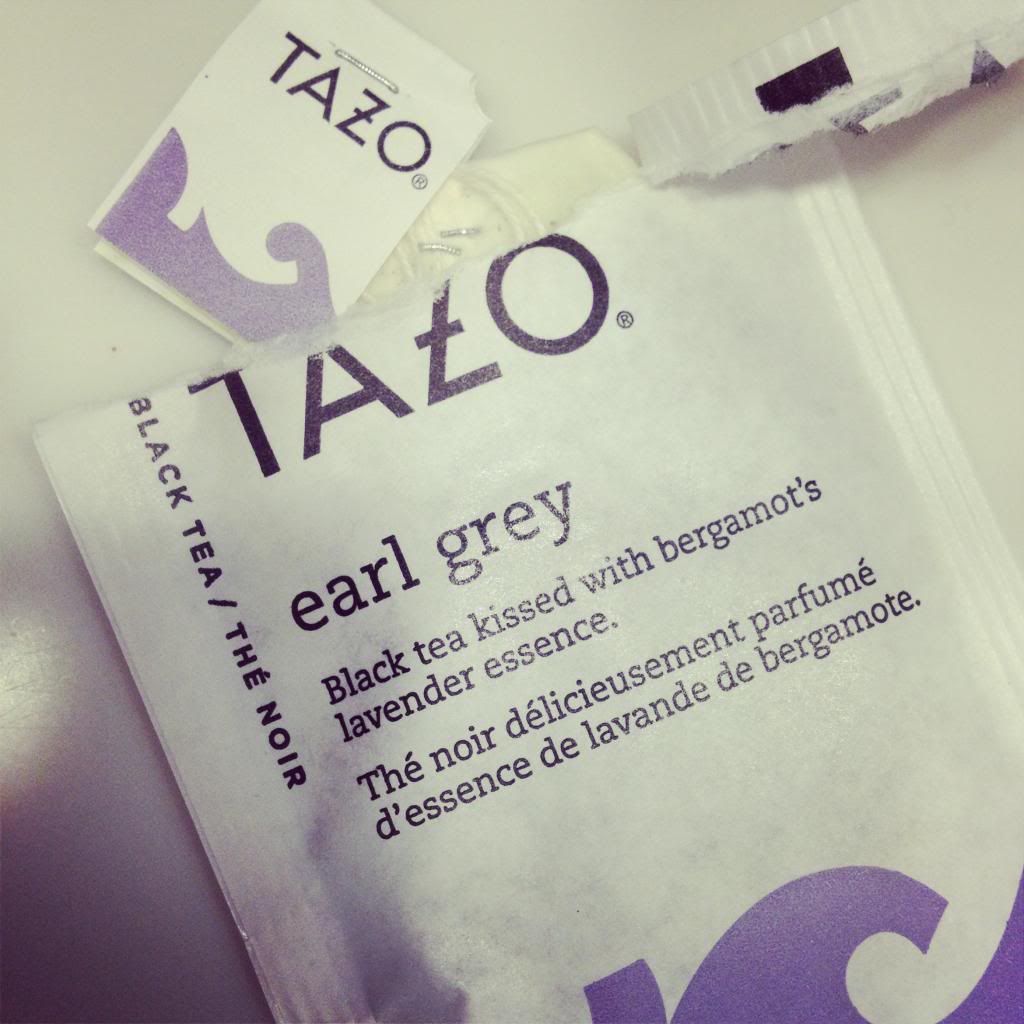 TAZO®
TAZO®
BLACK TEA / THÉ NOIR
earl grey
Black tea kissed with bergamot's
lavender essence.
Thé noir délicieusement parfumé
d'essence de lavande de bergamote.